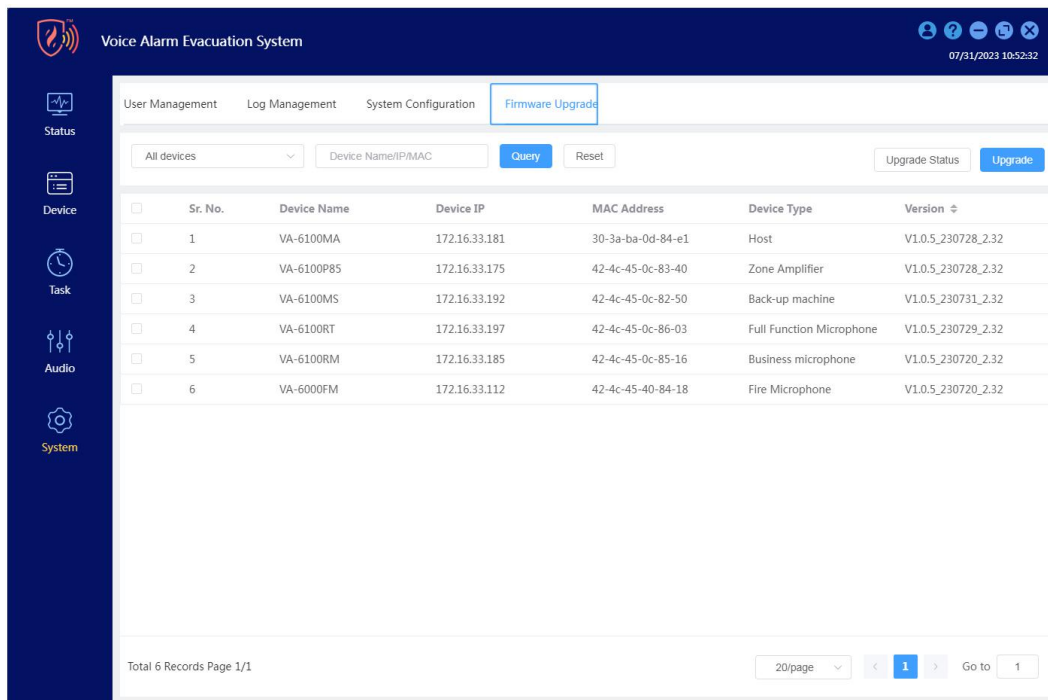 TM
Voice Alarm Evacuation System
07/31/2023 10:52:32
Status
Device
Task
Audio
System
User Management Log Management System Configuration Firmware Upgrade
All devices Device Name/IP/MAC Query Reset Upgrade Status Upgrade
Sr. No. Device Name Device IP MAC Address Device Type Version
1 VA-6100MA 172.16.33.181 30-3a-ba-0d-84-e1 Host V1.0.5_230728_2.32
2 VA-6100P85 172.16.33.175 42-4c-45-0c-83-40 Zone Amplifier V1.0.5_230728_2.32
3 VA-6100MS 172.16.33.192 42-4c-45-0c-82-50 Back-up machine V1.0.5_230731_2.32
4 VA-6100RT 172.16.33.197 42-4c-45-0c-86-03 Full Function Microphone V1.0.5_230729_2.32
5 VA-6100RM 172.16.33.185 42-4c-45-0c-85-16 Business microphone V1.0.5_230720_2.32
6 VA-6000FM 172.16.33.112 42-4c-45-40-84-18 Fire Microphone V1.0.5_230720_2.32
Total 6 Records Page 1/1 20/page 1 Go to 1